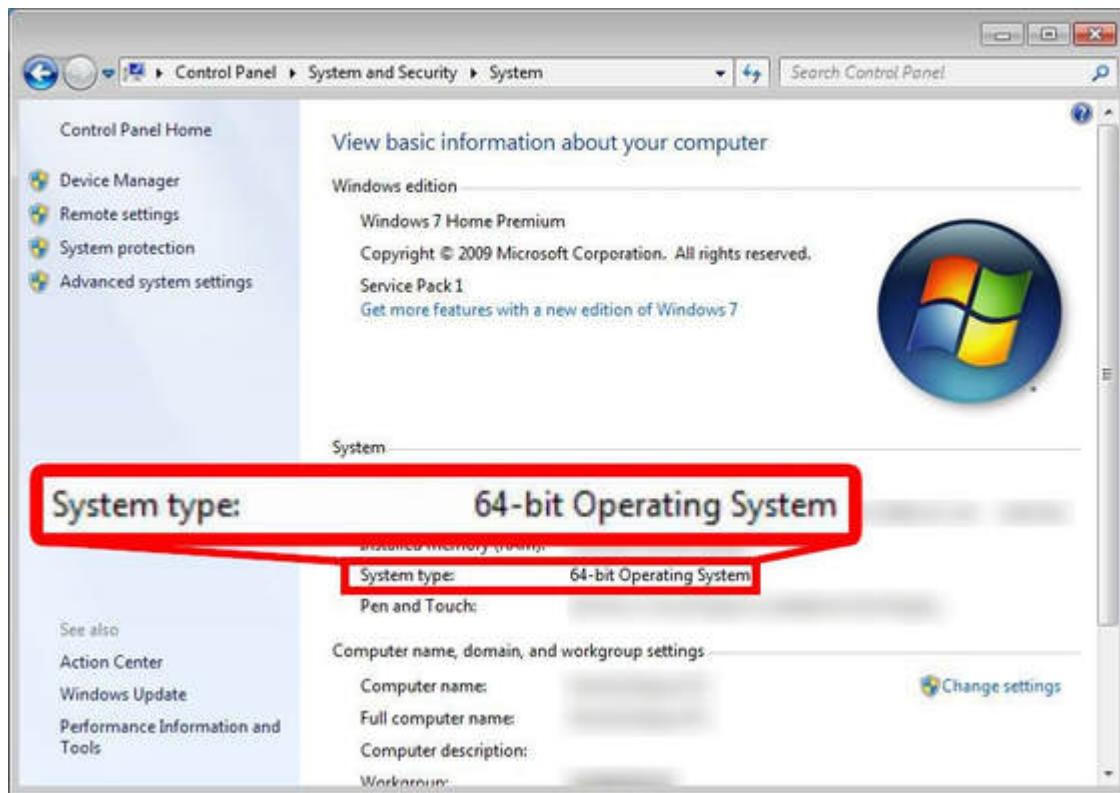 Control Panel ▸ System and Security ▸ System
Search Control Panel
Control Panel Home
Device Manager
Remote settings
System protection
Advanced system settings
See also
Action Center
Windows Update
Performance Information and
Tools
View basic information about your computer
Windows edition
Windows 7 Home Premium
Copyright © 2009 Microsoft Corporation. All rights reserved.
Service Pack 1
Get more features with a new edition of Windows 7
System
System type: 64-bit Operating System
Installed memory (RAM):
System type: 64-bit Operating System
Pen and Touch:
Computer name, domain, and workgroup settings
Computer name:
Change settings
Full computer name:
Computer description:
Workgroup: